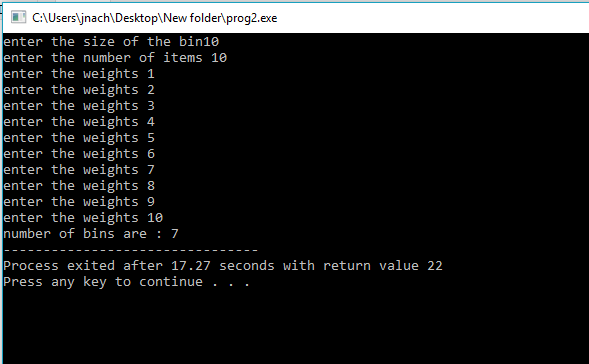 C:\Users\jnach\Desktop\New folder\prog2.exe
enter the size of the bin10
enter the number of items 10
enter the weights 1
enter the weights 2
enter the weights 3
enter the weights 4
enter the weights 5
enter the weights 6
enter the weights 7
enter the weights 8
enter the weights 9
enter the weights 10
number of bins are : 7
--------------------------------
Process exited after 17.27 seconds with return value 22
Press any key to continue . . .